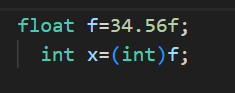 float f=34.56f;
int x=(int)f;